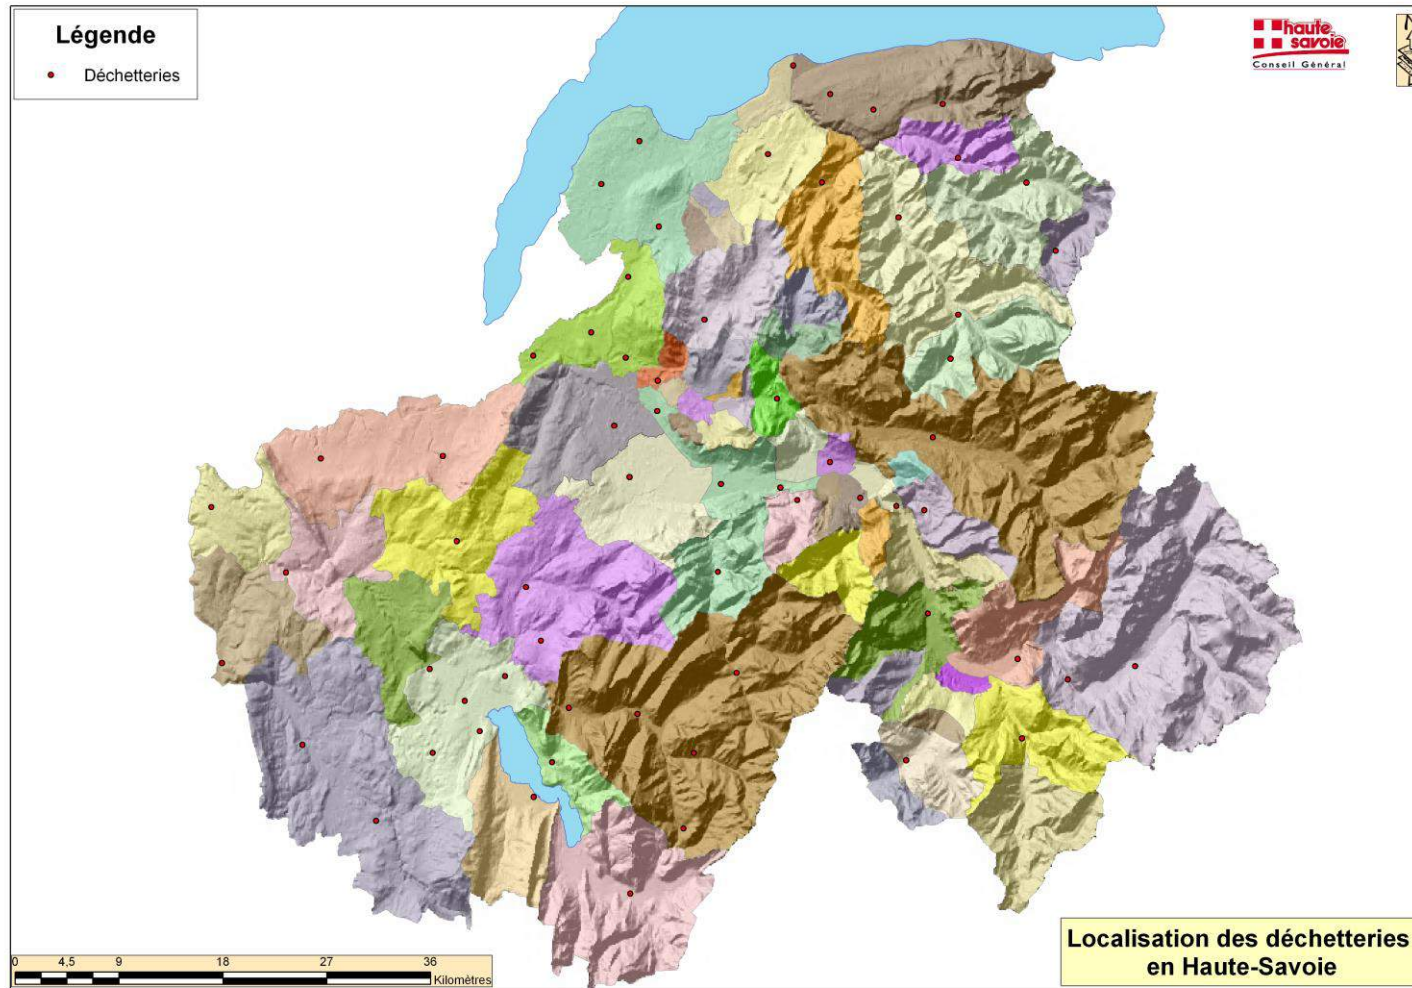 Légende
Déchetteries
haute
savoie
Conseil Général
N
0 4,5 9 18 27 36
Kilomètres
Localisation des déchetteries
en Haute-Savoie